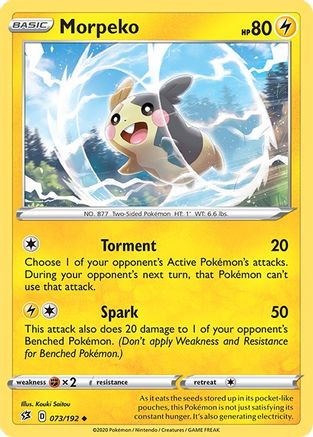 BASIC Morpeko HP 80
NO. 877 Two-Sided Pokémon HT: 1' WT: 6.6 lbs.
Torment 20
Choose 1 of your opponent's Active Pokémon's attacks.
During your opponent's next turn, that Pokémon can't
use that attack.
Spark 50
This attack also does 20 damage to 1 of your opponent's
Benched Pokémon. (Don't apply Weakness and Resistance
for Benched Pokémon.)
weakness ×2 resistance retreat
Illus. Kouki Saitou
D 073/192
As it eats the seeds stored up in its pocket-like
pouches, this Pokémon is not just satisfying its
constant hunger. It's also generating electricity.
©2020 Pokémon / Nintendo / Creatures / GAME FREAK